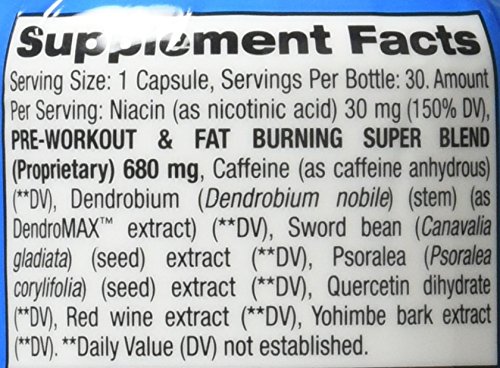 Supplement Facts
Serving Size: 1 Capsule, Servings Per Bottle: 30. Amount
Per Serving: Niacin (as nicotinic acid) 30 mg (150% DV),
PRE-WORKOUT & FAT BURNING SUPER BLEND
(Proprietary) 680 mg, Caffeine (as caffeine anhydrous)
(**DV), Dendrobium (Dendrobium nobile) (stem) (as
DendroMAX™ extract) (**DV), Sword bean (Canavalia
gladiata) (seed) extract (**DV), Psoralea (Psoralea
corylifolia) (seed) extract (**DV), Quercetin dihydrate
(**DV), Red wine extract (**DV), Yohimbe bark extract
(**DV). **Daily Value (DV) not established.